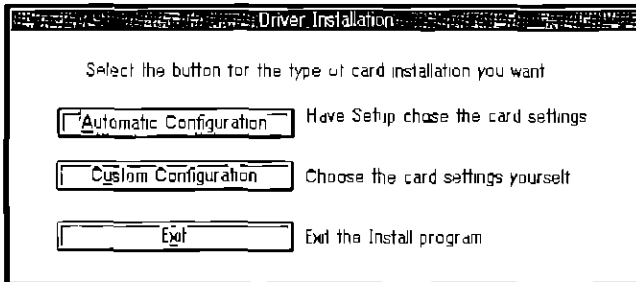 Driver Installation
Select the button for the type of card installation you want
Automatic Configuration
Have Setup chose the card settings
Custom Configuration
Choose the card settings yourself
Exit
Exit the Install program